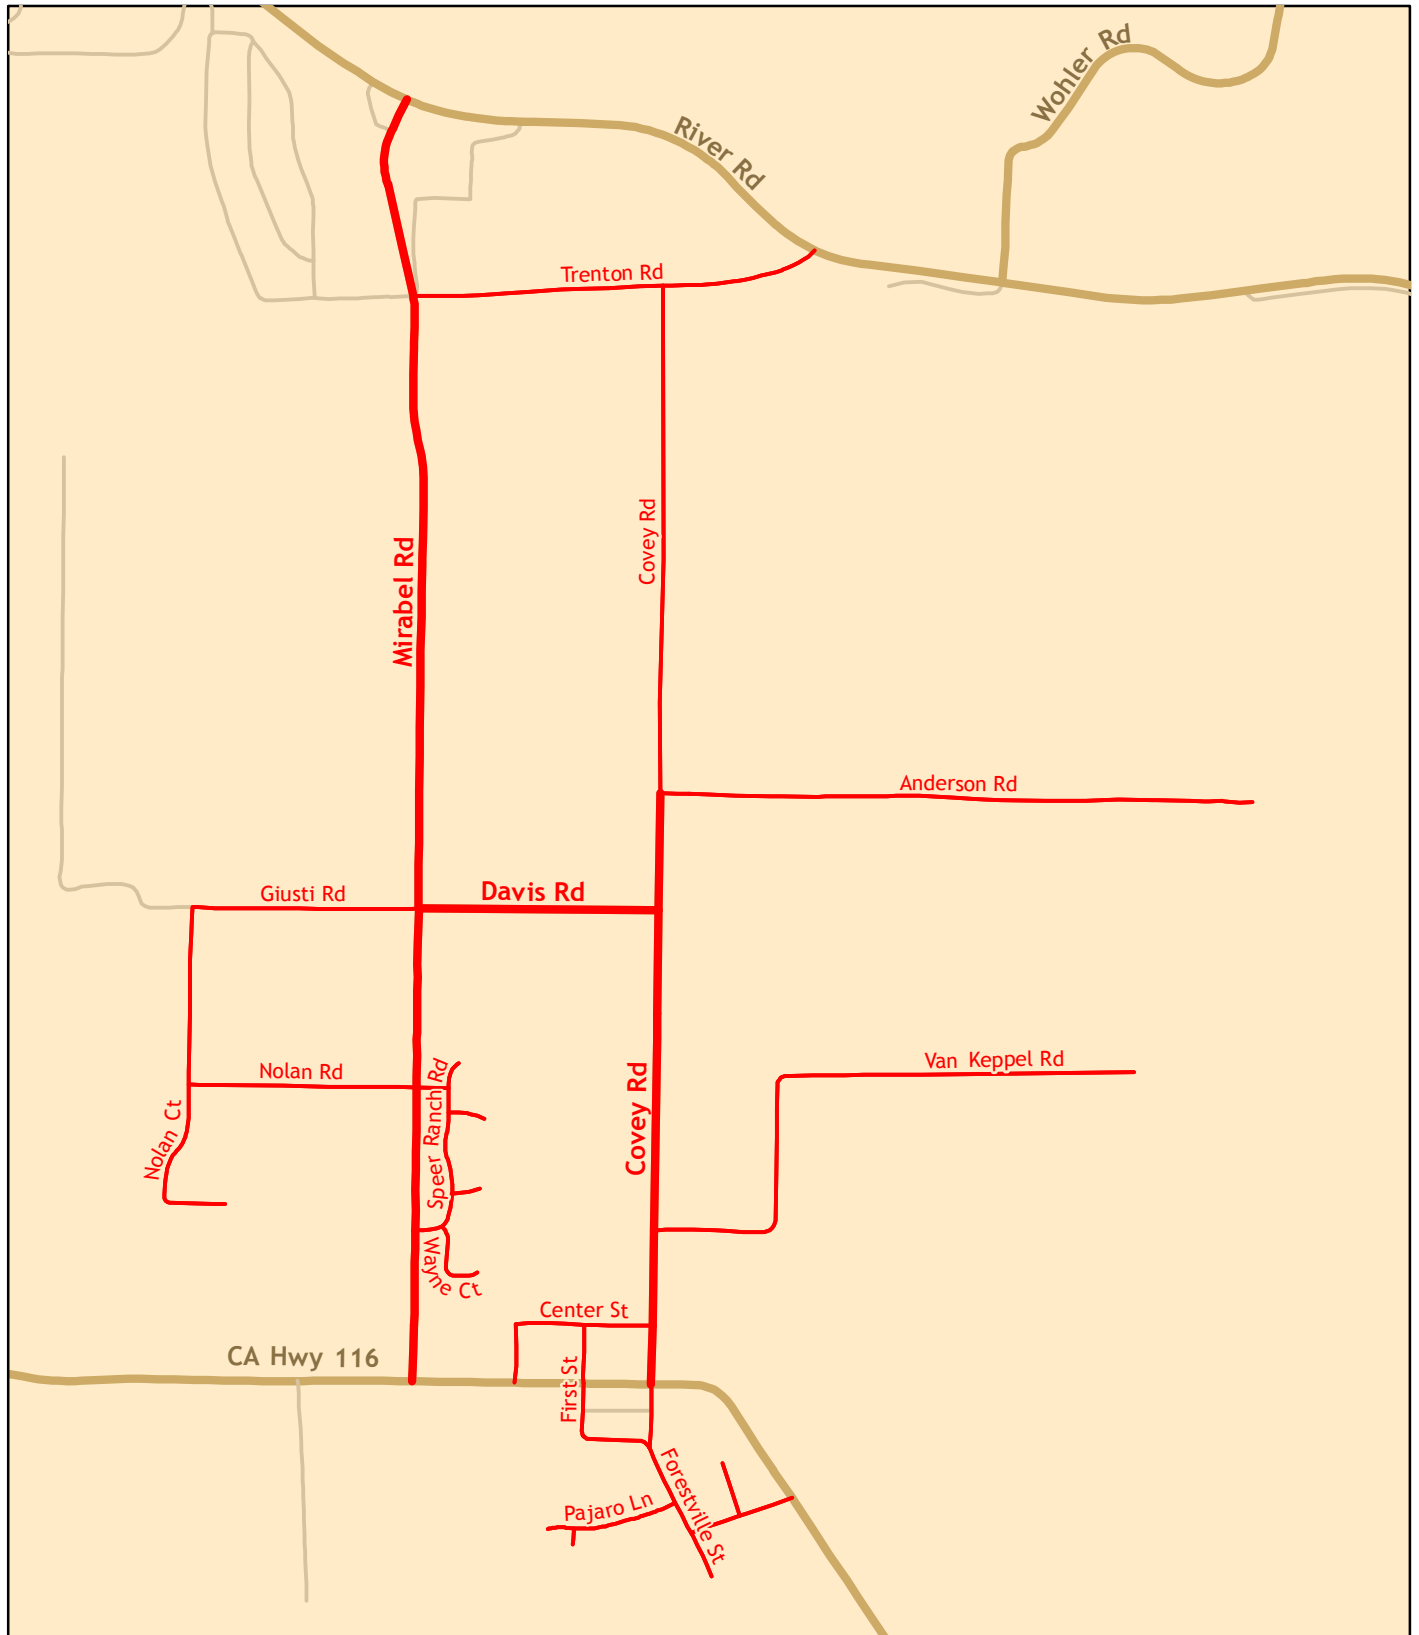 Wohler Rd
River Rd
Trenton Rd
Covey Rd
Mirabel Rd
Anderson Rd
Giusti Rd
Davis Rd
Nolan Rd
Van Keppel Rd
Speer Ranch Rd
Covey Rd
Nolan Ct
Wayne Ct
Center St
CA Hwy 116
First St
Forestville St
Pajaro Ln